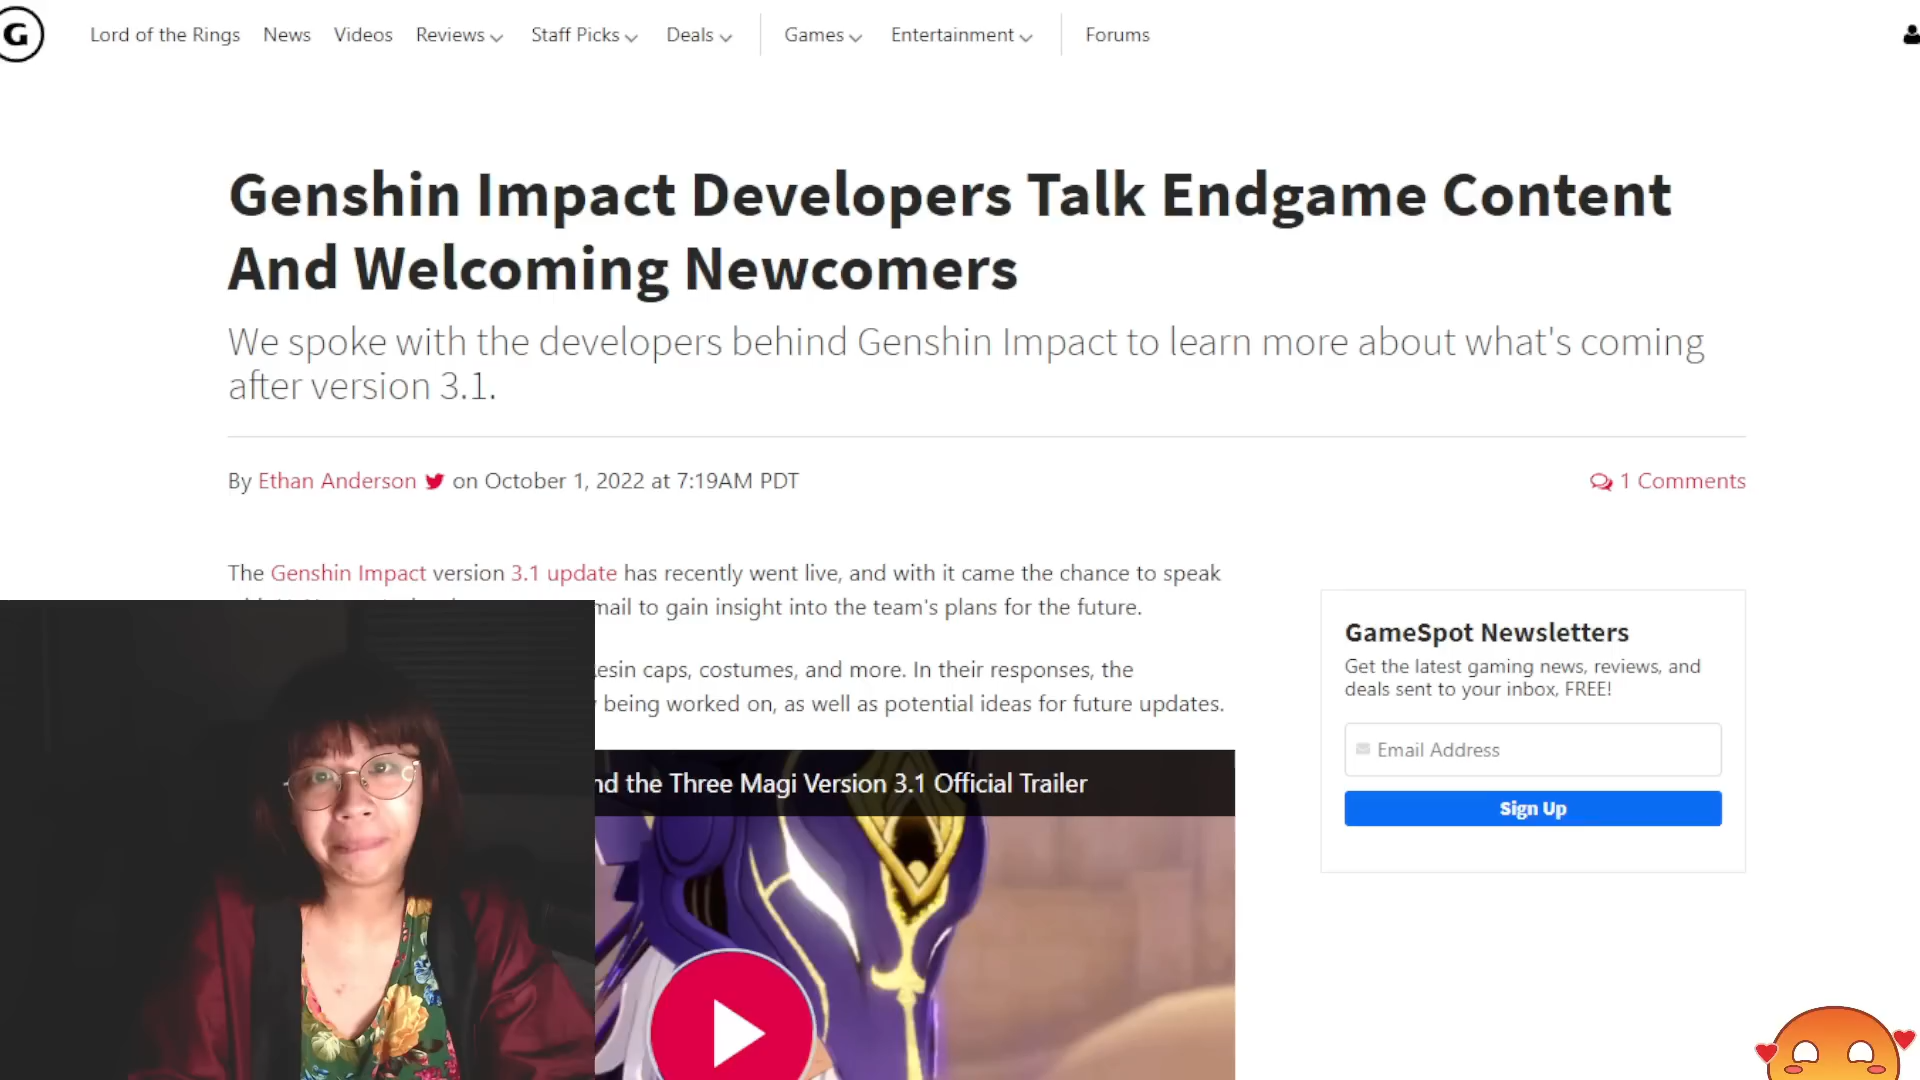 G
Lord of the Rings News Videos Reviews Staff Picks Deals Games Entertainment Forums
Genshin Impact Developers Talk Endgame Content
And Welcoming Newcomers
We spoke with the developers behind Genshin Impact to learn more about what's coming
after version 3.1.
By Ethan Anderson on October 1, 2022 at 7:19AM PDT
1 Comments
The Genshin Impact version 3.1 update has recently went live, and with it came the chance to speak
mail to gain insight into the team's plans for the future.
esin caps, costumes, and more. In their responses, the
being worked on, as well as potential ideas for future updates.
nd the Three Magi Version 3.1 Official Trailer
GameSpot Newsletters
Get the latest gaming news, reviews, and
deals sent to your inbox, FREE!
Email Address
Sign Up